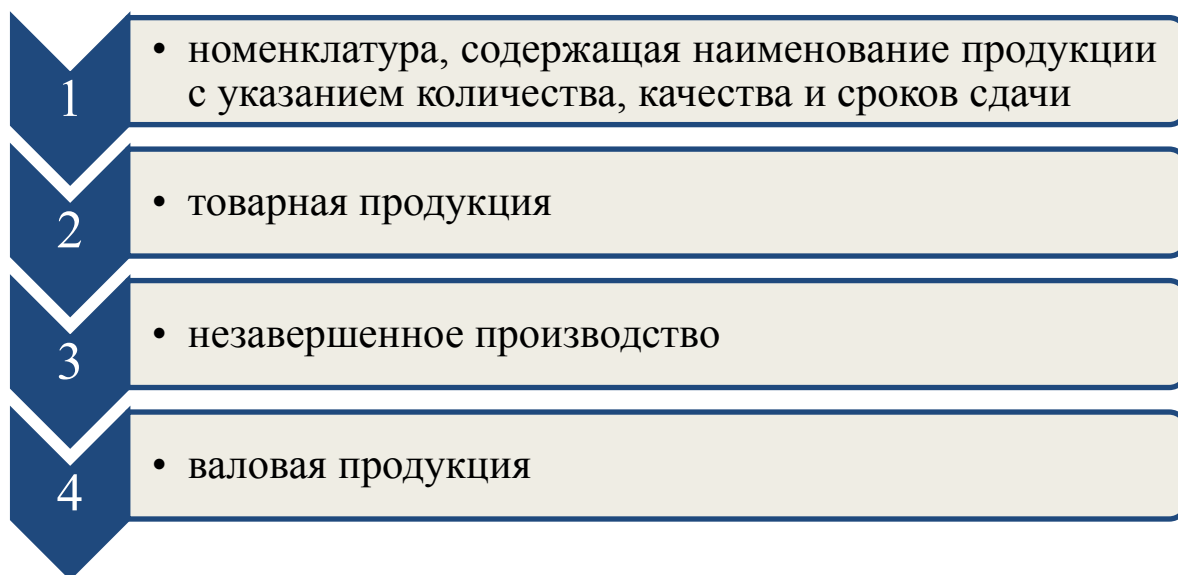 1
• номенклатура, содержащая наименование продукции
с указанием количества, качества и сроков сдачи
2
• товарная продукция
3
• незавершенное производство
4
• валовая продукция